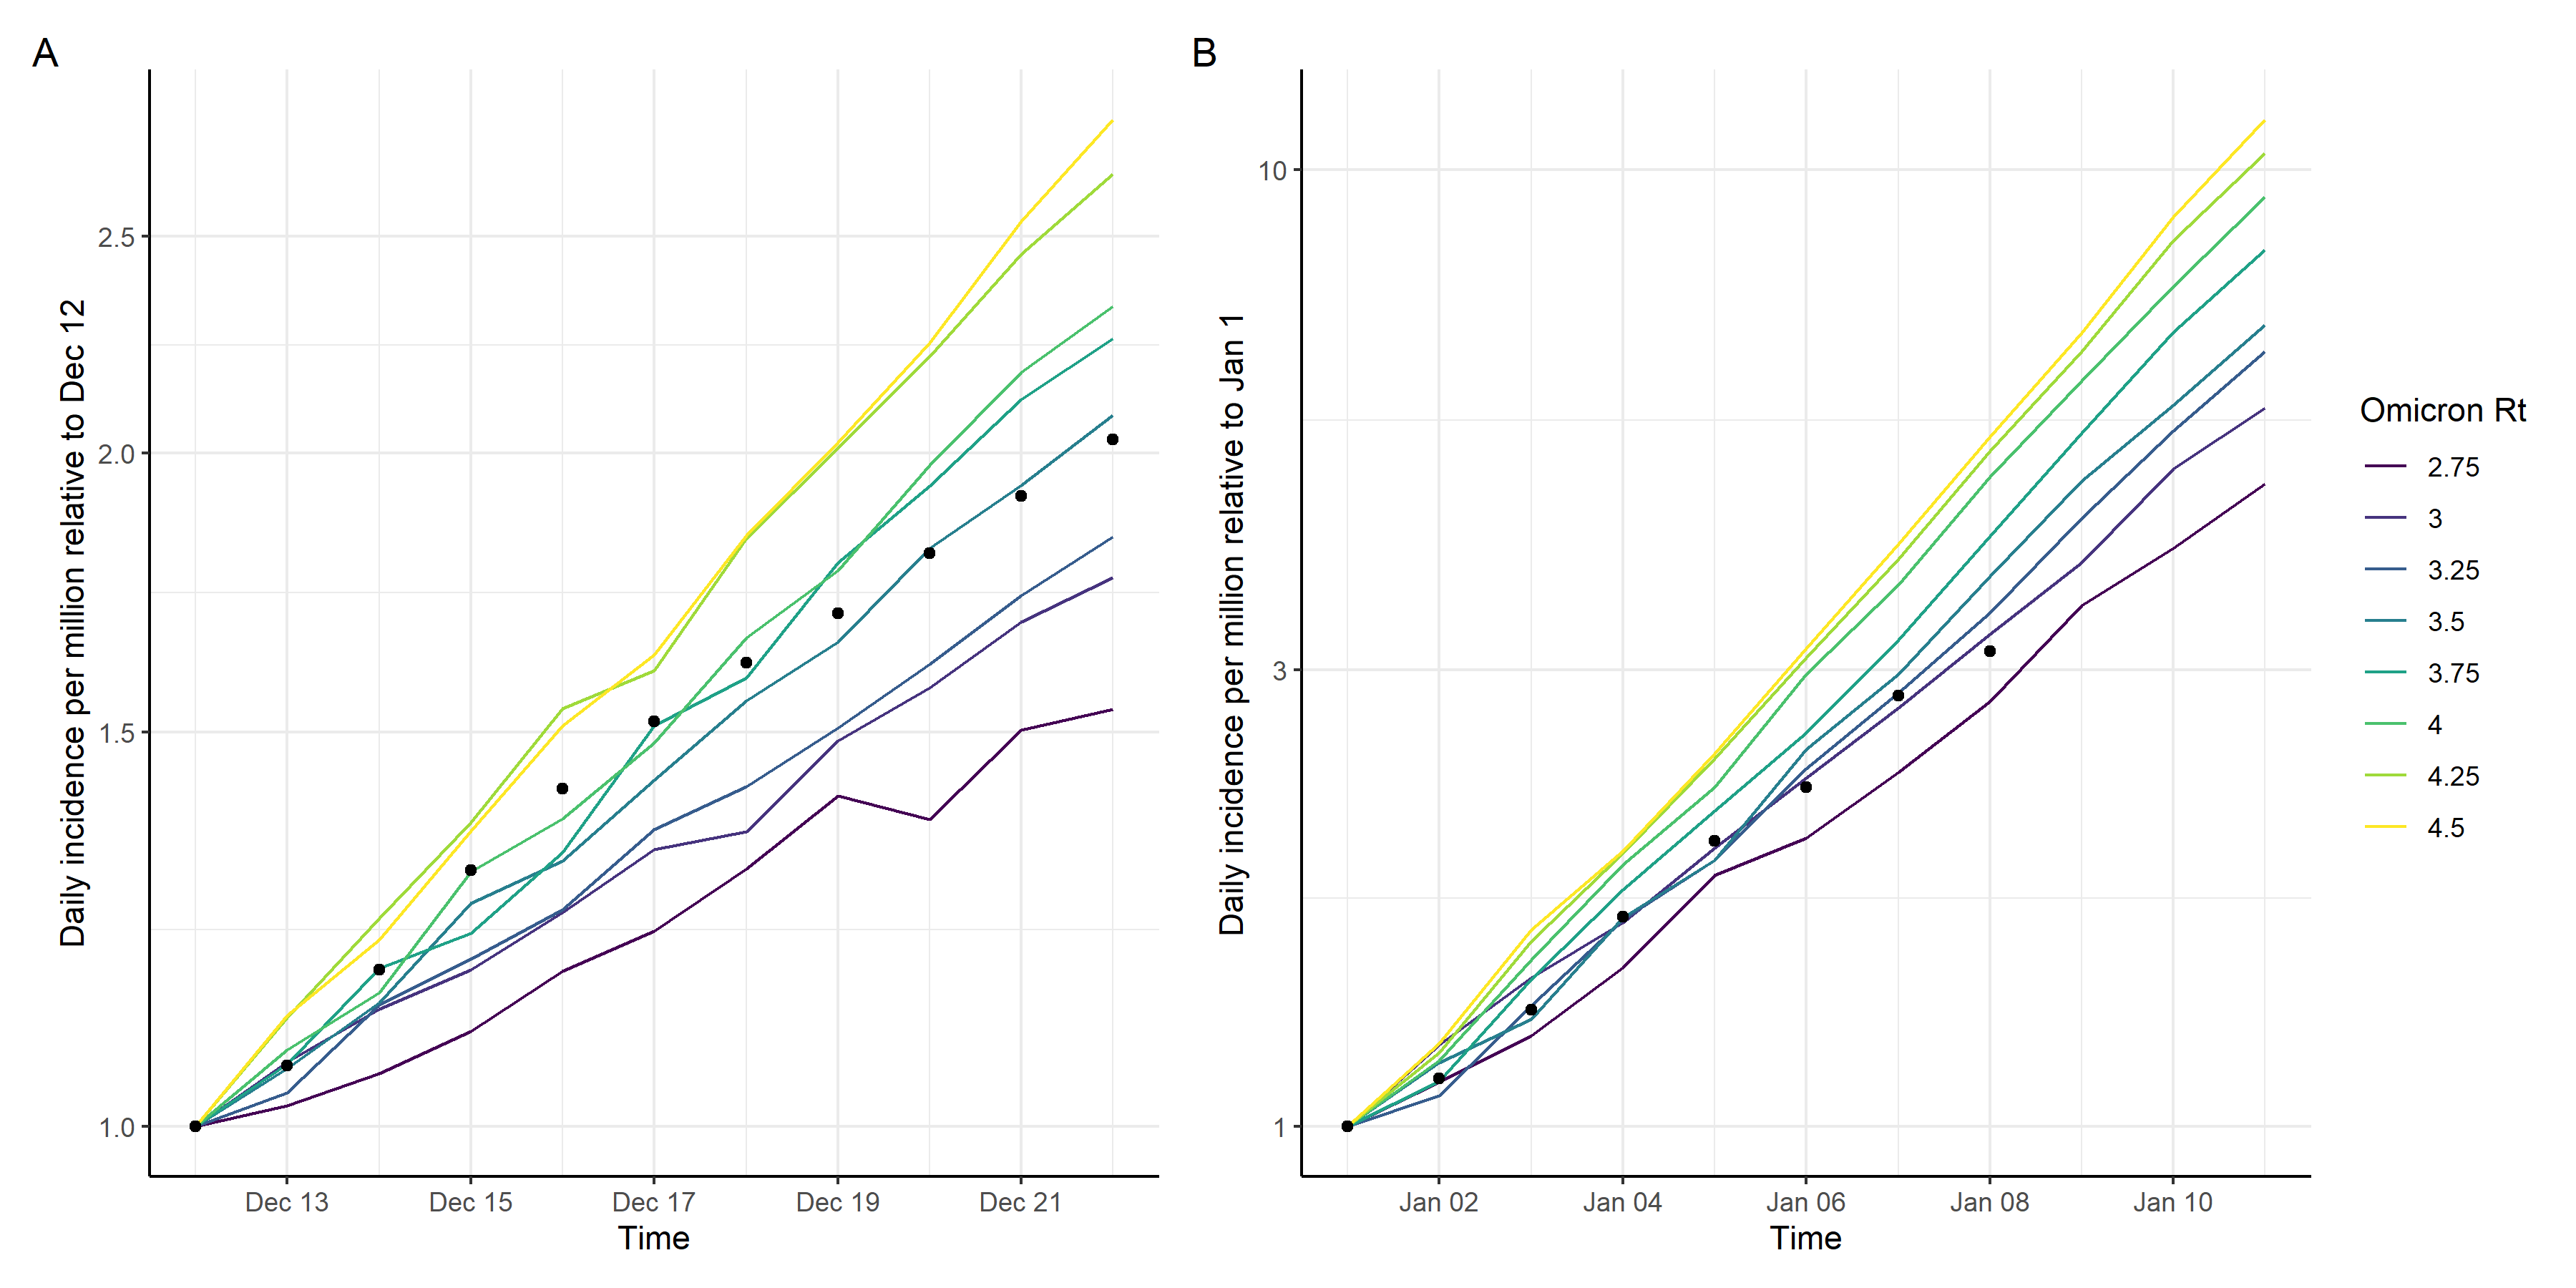 A
Daily incidence per million relative to Dec 12
2.5
2.0
1.5
1.0
Dec 13 Dec 15 Dec 17 Dec 19 Dec 21
Time
B
Daily incidence per million relative to Jan 1
10
3
1
Jan 02 Jan 04 Jan 06 Jan 08 Jan 10
Time
Omicron Rt
2.75
3
3.25
3.5
3.75
4
4.25
4.5